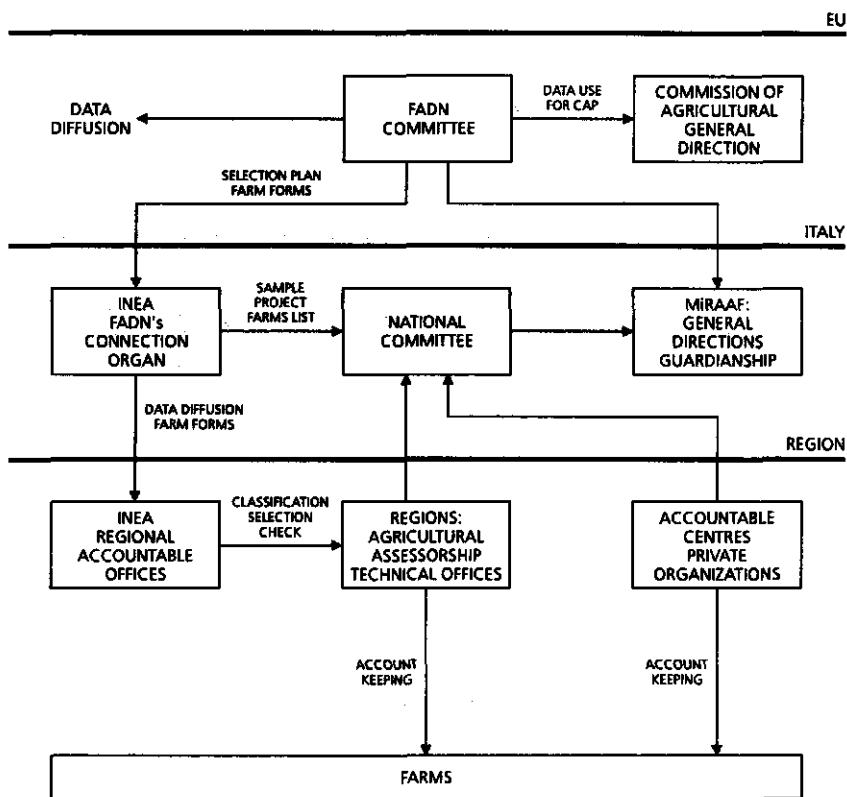 EU
DATA
DIFFUSION
FADN
COMMITTEE
DATA USE
FOR CAP
COMMISSION OF
AGRICULTURAL
GENERAL
DIRECTION
SELECTION PLAN
FARM FORMS
ITALY
INEA
FADN's
CONNECTION
ORGAN
SAMPLE
PROJECT
FARMS LIST
NATIONAL
COMMITTEE
MiRAAF:
GENERAL
DIRECTIONS
GUARDIANSHIP
DATA DIFFUSION
FARM FORMS
REGION
INEA
REGIONAL
ACCOUNTABLE
OFFICES
CLASSIFICATION
SELECTION
CHECK
REGIONS:
AGRICULTURAL
ASSESSORSHIP
TECHNICAL OFFICES
ACCOUNTABLE
CENTRES
PRIVATE
ORGANIZATIONS
ACCOUNT
KEEPING
ACCOUNT
KEEPING
FARMS